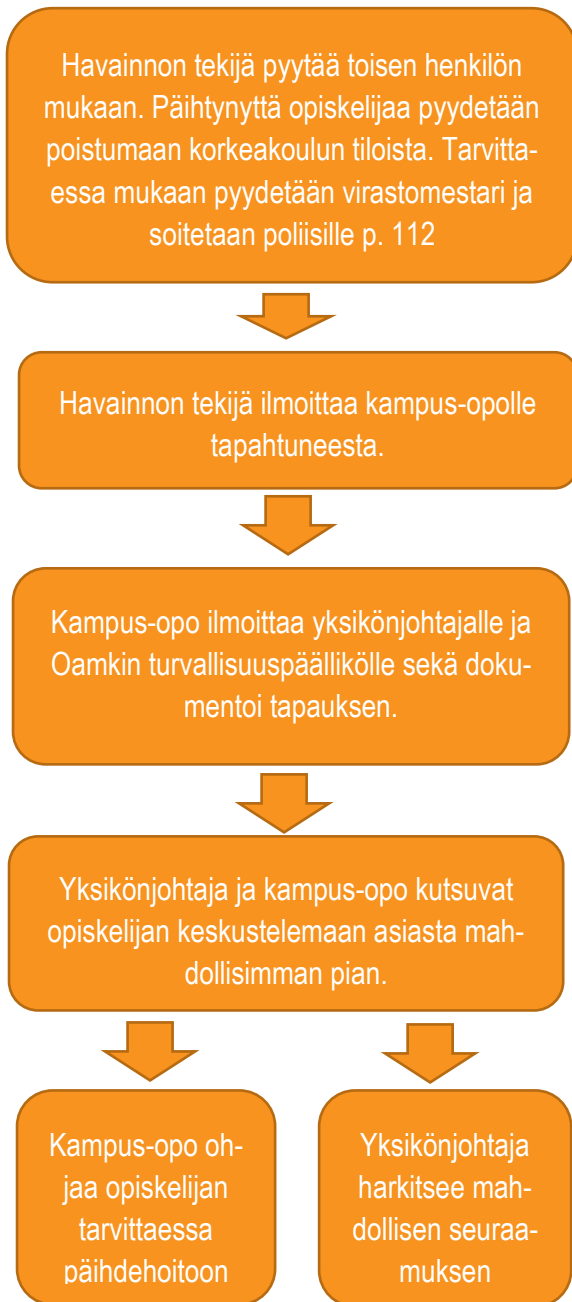 Havainnon tekijä pyytää toisen henkilön
mukaan. Päihtynyttä opiskelijaa pyydetään
poistumaan korkeakoulun tiloista. Tarvitta-
essa mukaan pyydetään virastomestari ja
soitetaan poliisille p. 112
Havainnon tekijä ilmoittaa kampus-opolle
tapahtuneesta.
Kampus-opo ilmoittaa yksikönjohtajalle ja
Oamkin turvallisuuspäällikölle sekä doku-
mentoi tapauksen.
Yksikönjohtaja ja kampus-opo kutsuvat
opiskelijan keskustelemaan asiasta mah-
dollisimman pian.
Kampus-opo oh-
jaa opiskelijan
tarvittaessa
päihdehoitoon
Yksikönjohtaja
harkitsee mah-
dollisen seuraa-
muksen